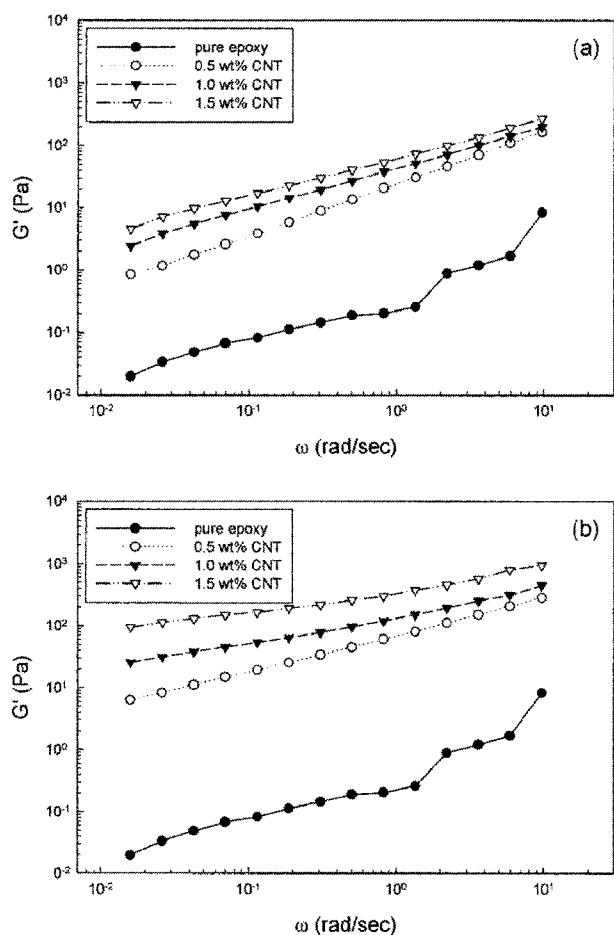 10⁴
10³
10²
10¹
10⁰
10⁻¹
10⁻²
G' (Pa)
pure epoxy
0.5 wt% CNT
1.0 wt% CNT
1.5 wt% CNT
(a)
10⁻² 10⁻¹ 10⁰ 10¹
ω (rad/sec)
10⁴
10³
10²
10¹
10⁰
10⁻¹
10⁻²
G' (Pa)
pure epoxy
0.5 wt% CNT
1.0 wt% CNT
1.5 wt% CNT
(b)
10⁻² 10⁻¹ 10⁰ 10¹
ω (rad/sec)